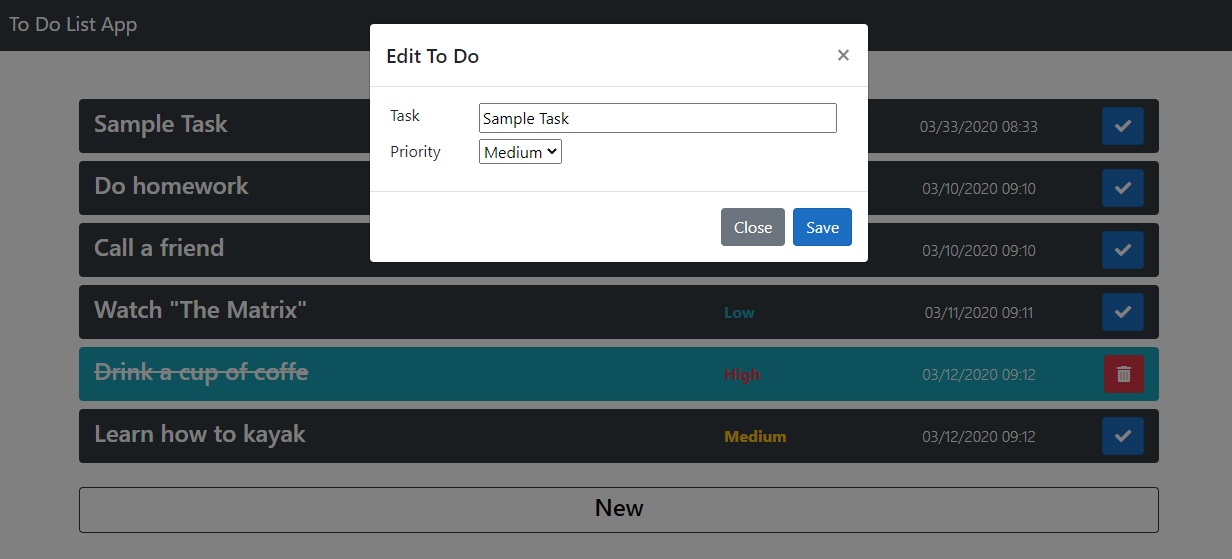 To Do List App
Edit To Do ×
Task Sample Task
Priority Medium
Close Save
Sample Task 03/33/2020 08:33
Do homework 03/10/2020 09:10
Call a friend 03/10/2020 09:10
Watch "The Matrix" Low 03/11/2020 09:11
Drink a cup of coffe High 03/12/2020 09:12
Learn how to kayak Medium 03/12/2020 09:12
New